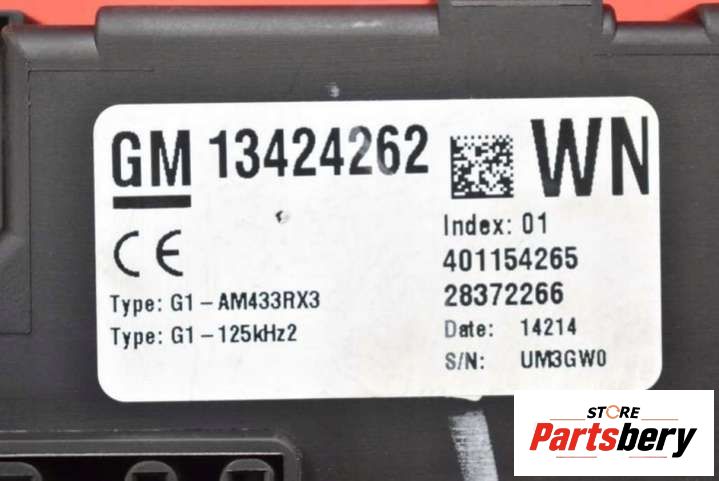 GM 13424262 WN
CE
Index: 01
401154265
28372266
Type: G1-AM433RX3
Type: G1-125kHz2
Date: 14214
S/N: UM3GW0
STORE
Partsbery